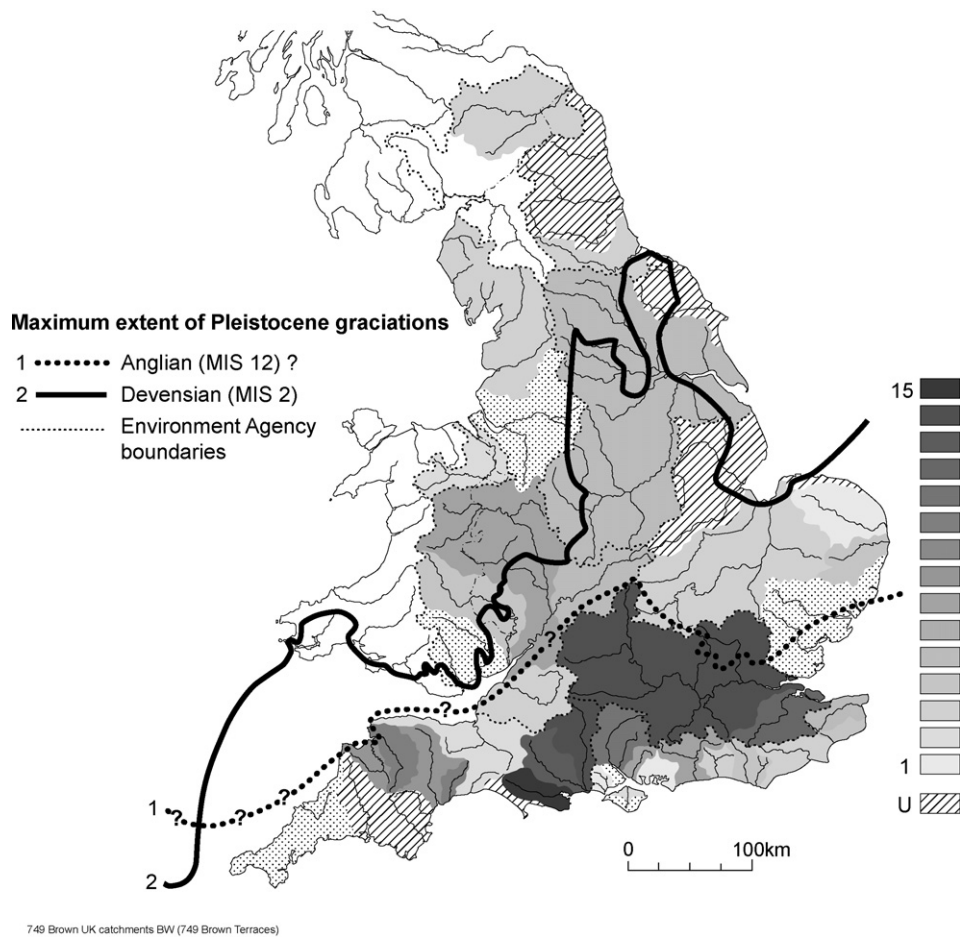 Maximum extent of Pleistocene graciations
1 Anglian (MIS 12) ?
2 Devensian (MIS 2)
Environment Agency
boundaries
15
1
U
?
?
1 ? ? ?
2
0 100km
749 Brown UK catchments BW (749 Brown Terraces)